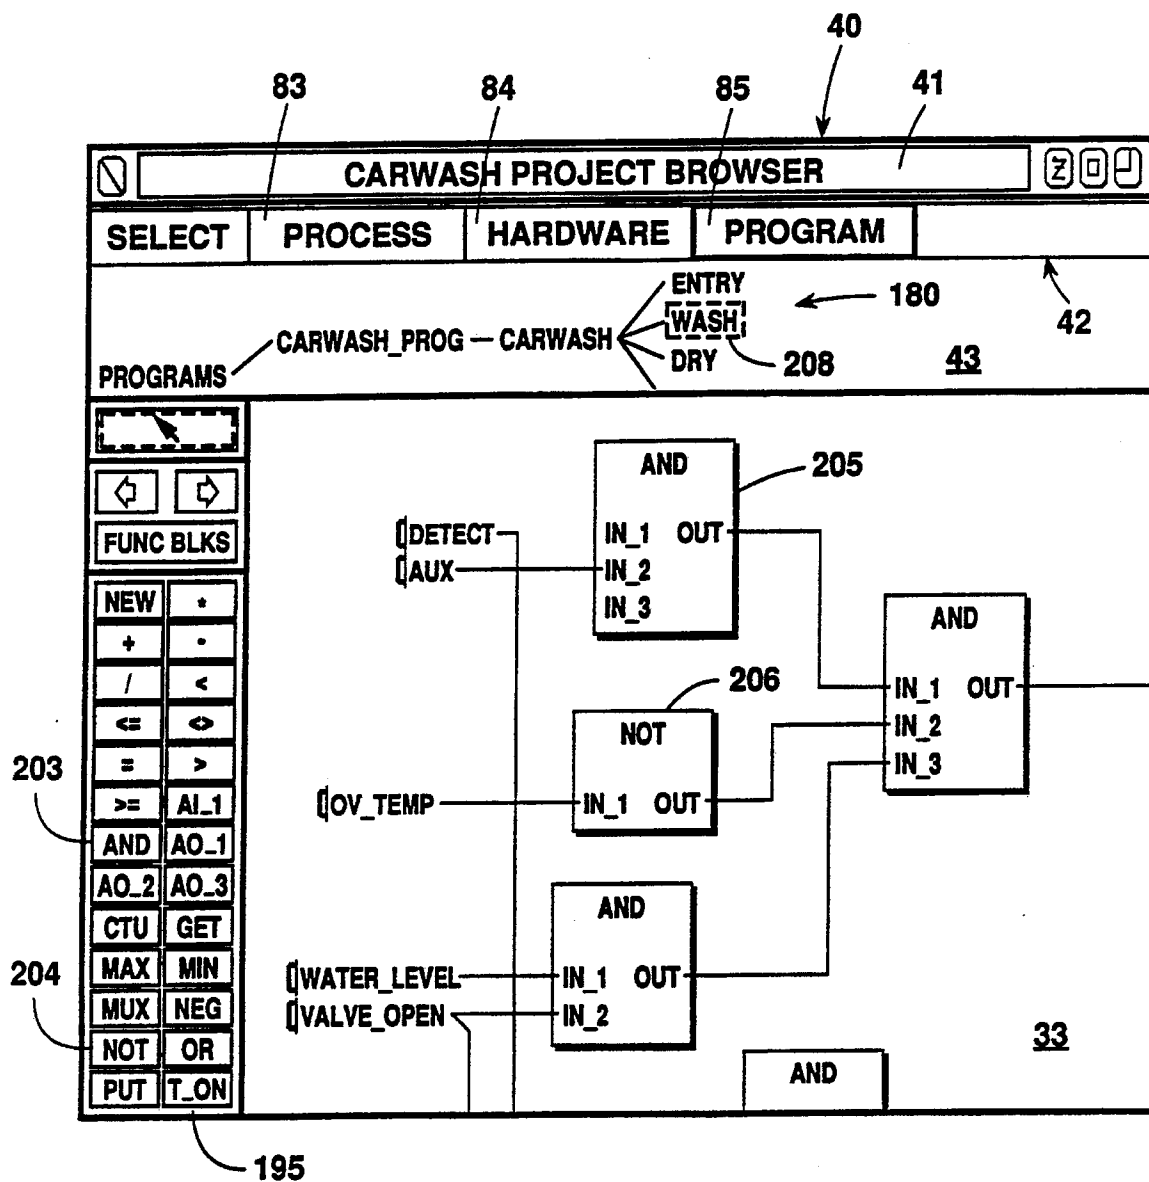 40
83 84 85 41
CARWASH PROJECT BROWSER
SELECT PROCESS HARDWARE PROGRAM
ENTRY
180
WASH
42
CARWASH_PROG CARWASH
208
DRY
43
PROGRAMS
FUNC BLKS
NEW *
+ -
/ <
<= <>
= >
203
>= AI_1
AND AO_1
AO_2 AO_3
CTU GET
204
MAX MIN
MUX NEG
NOT OR
PUT T_ON
195
AND
205
DETECT
IN_1 OUT
AUX
IN_2
IN_3
AND
IN_1 OUT
IN_2
IN_3
206
NOT
OV_TEMP
IN_1 OUT
AND
WATER_LEVEL
IN_1 OUT
VALVE_OPEN
IN_2
33
AND